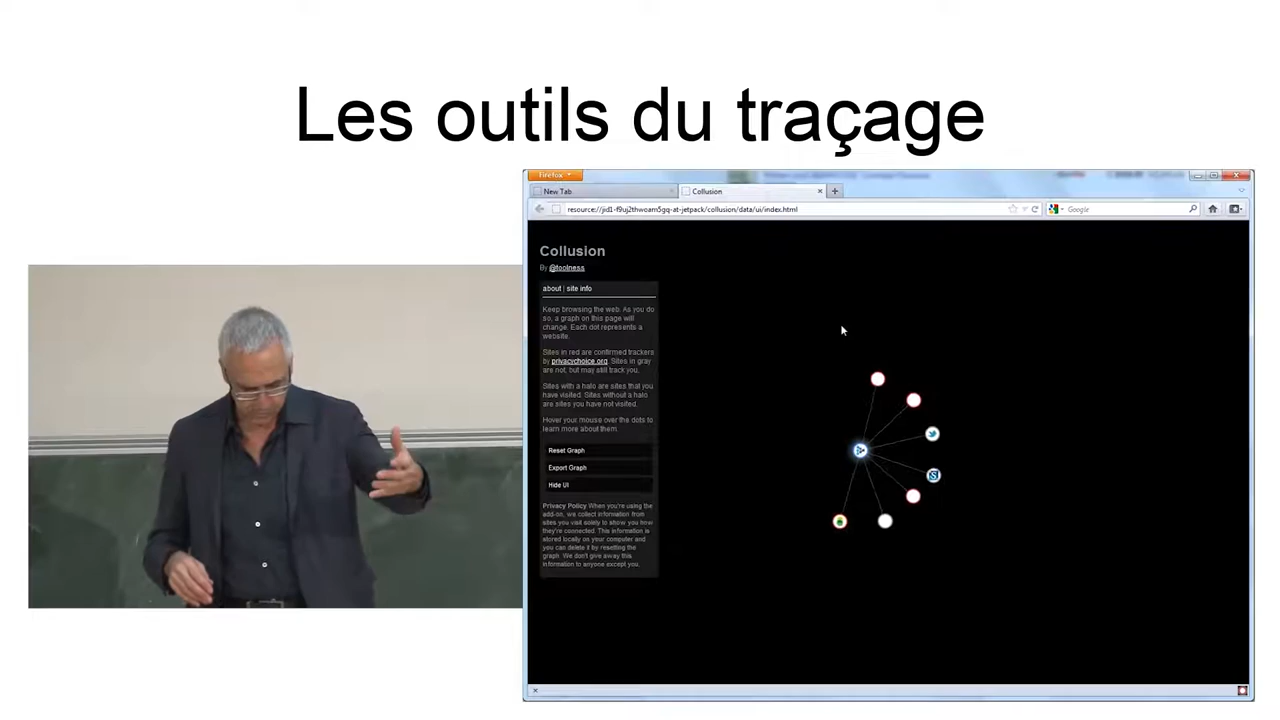 Les outils du traçage
Firefox
New Tab
Collusion
resource://jid1-f9uj2thwoam5gq-at-jetpack/collusion/data/ui/index.html
Google
Collusion
By @toolness
about | site info
Keep browsing the web. As you do
so, a graph on this page will
change. Each dot represents a
website.
Sites in red are confirmed trackers
by privacychoice.org. Sites in gray
are not, but may still track you.
Sites with a halo are sites that you
have visited. Sites without a halo
are sites you have not visited.
Hover your mouse over the dots to
learn more about them.
Reset Graph
Export Graph
Hide UI
Privacy Policy When you're using the
add-on, we collect information from
sites you visit solely to show you how
they're connected. This information is
stored locally on your computer and
you can delete it by resetting the
graph. We don't give away this
information to anyone except you.